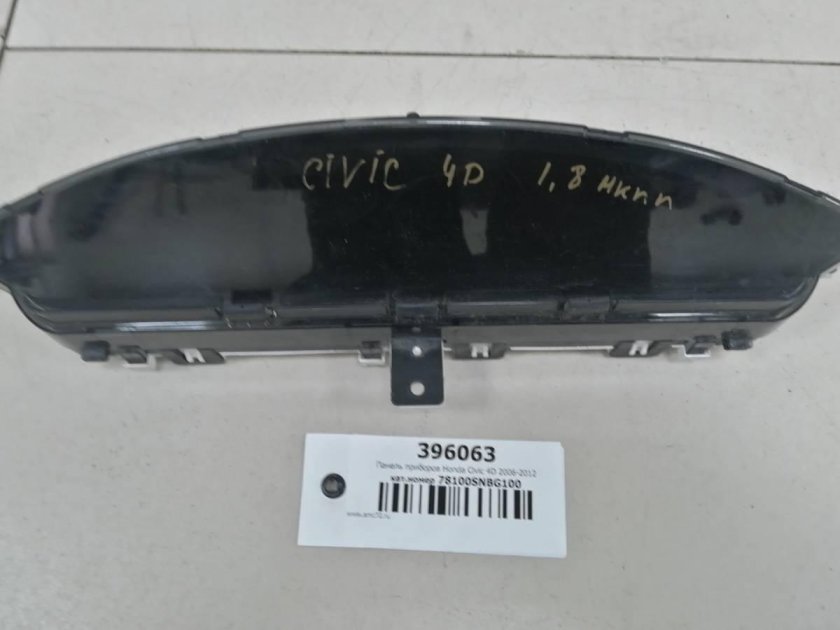 CIVIC 4D 1,8 мкпп
396063
Панель приборов Honda Civic 4D 2006-2012
кат.номер 78100SNBG100